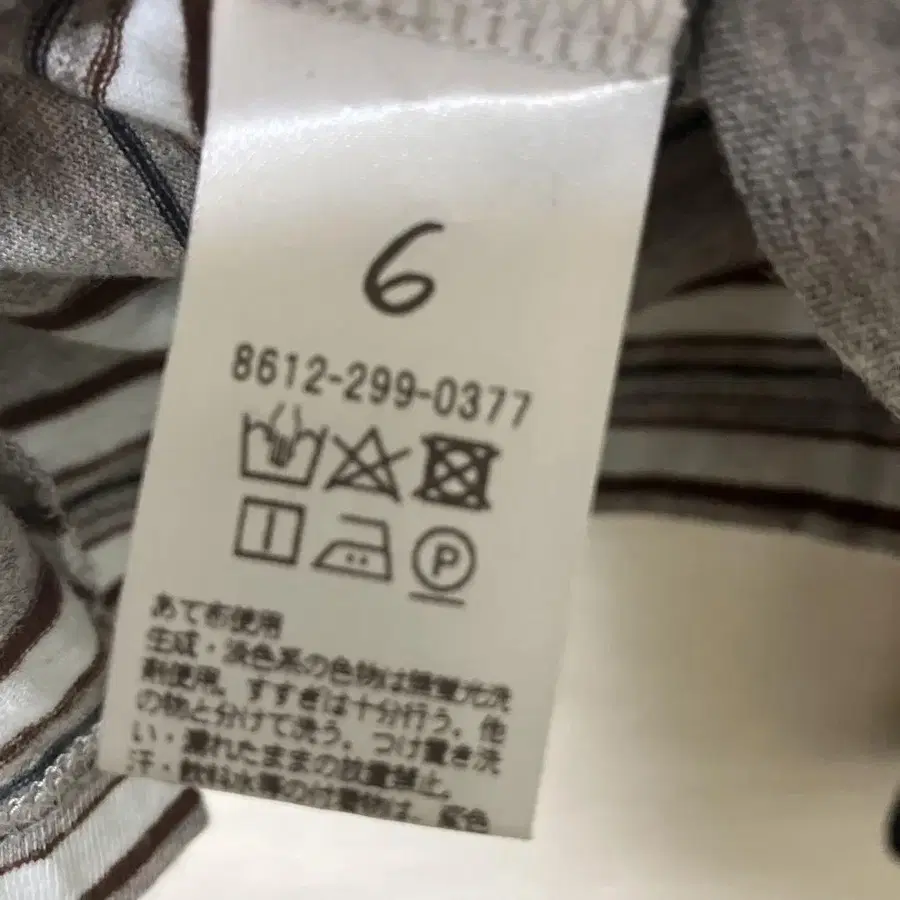 6
8612-299-0377
P
あて布使用
生成・淡色系の色物は無蛍光洗
剤使用。すすぎは十分行う。他
の物と分けて洗う。つけ置き洗
い・濡れたままの放置禁止。
汗・飲料水等の付着物は、変色